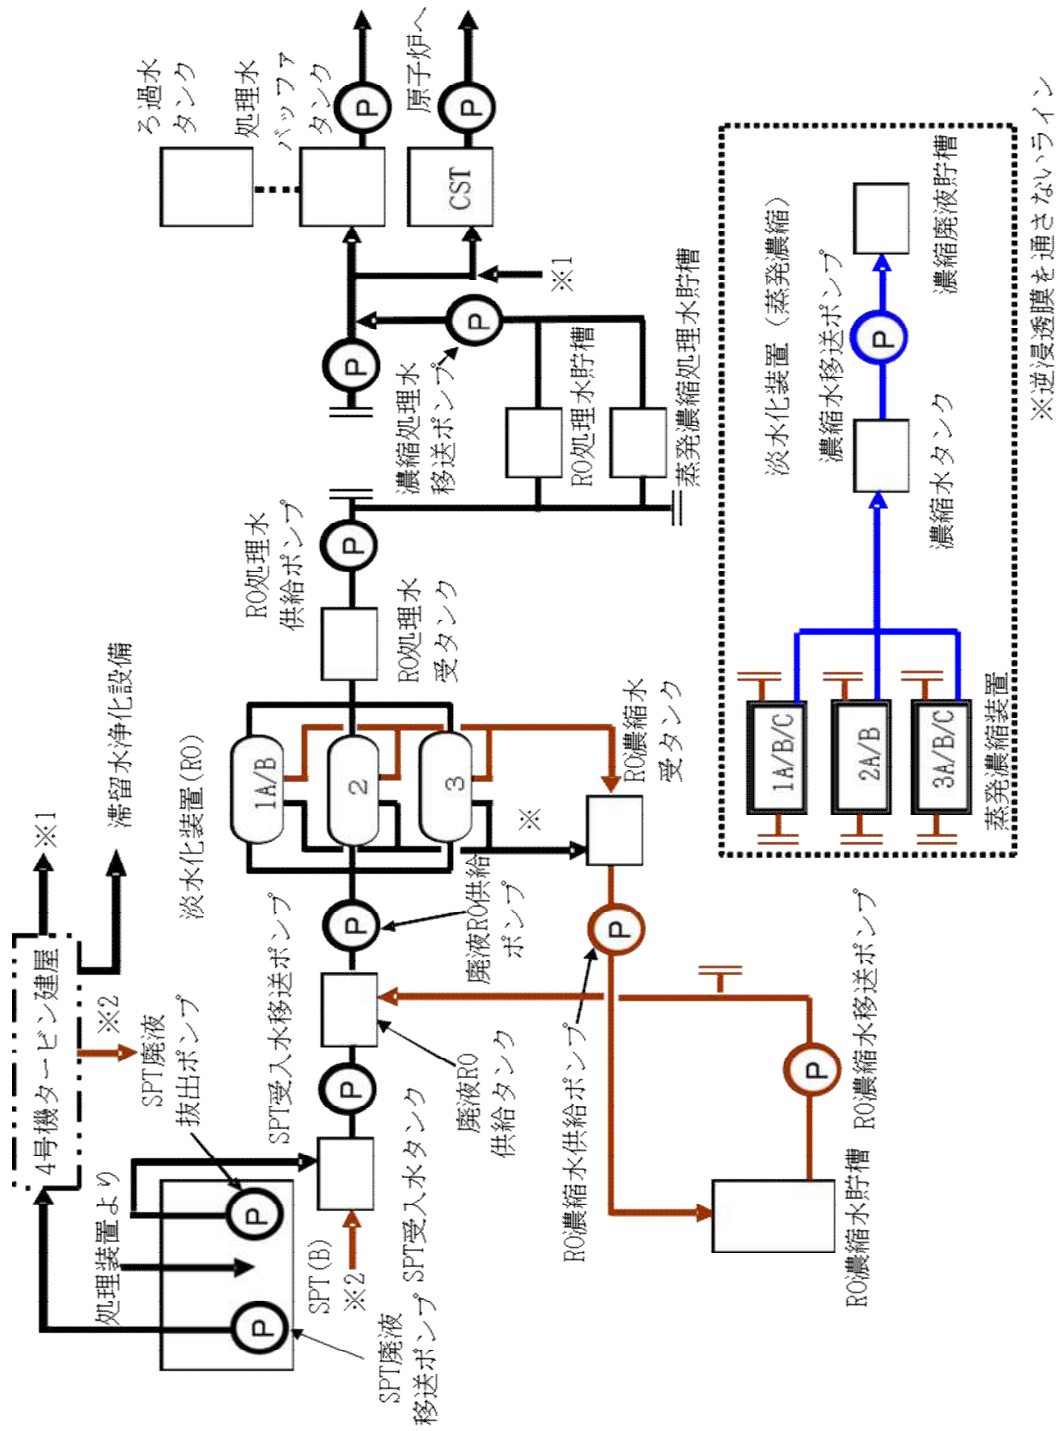 4号機タービン建屋
※1
滞留水浄化設備
※2
処理装置より
SPT廃液
抜出ポンプ
P
P
SPT(B)
SPT廃液
移送ポンプ
※2
SPT受入水タンク
SPT受入水移送ポンプ
P
廃液RO
供給タンク
P
廃液RO供給
ポンプ
淡水化装置(RO)
1A/B
2
3
※
RO濃縮水
受タンク
RO処理水
受タンク
RO処理水
供給ポンプ
P
P
濃縮処理水
移送ポンプ
P
RO処理水貯槽
蒸発濃縮処理水貯槽
※1
ろ過水
タンク
処理水
バッファ
タンク
P
CST
P
原子炉へ
RO濃縮水供給ポンプ
P
RO濃縮水貯槽
P
RO濃縮水移送ポンプ
淡水化装置(蒸発濃縮)
1A/B/C
2A/B
3A/B/C
蒸発濃縮装置
濃縮水タンク
濃縮水移送ポンプ
P
濃縮廃液貯槽
※逆浸透膜を通さないライン